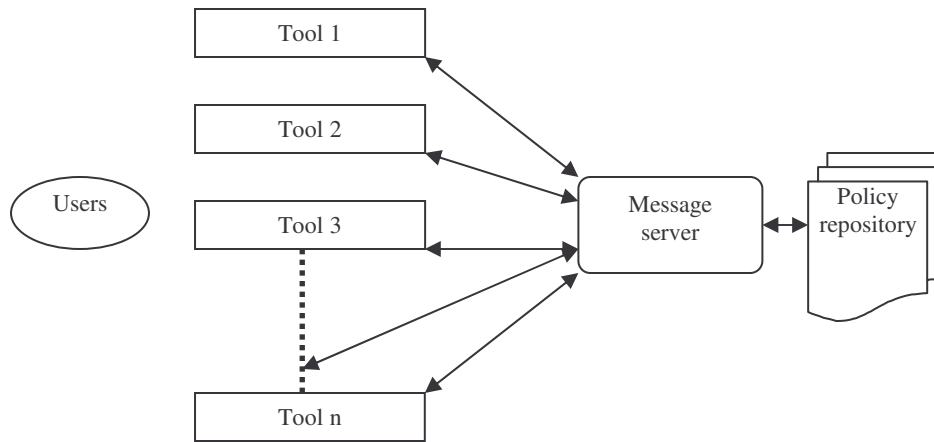 Tool 1
Tool 2
Users
Tool 3
Message
server
Policy
repository
Tool n